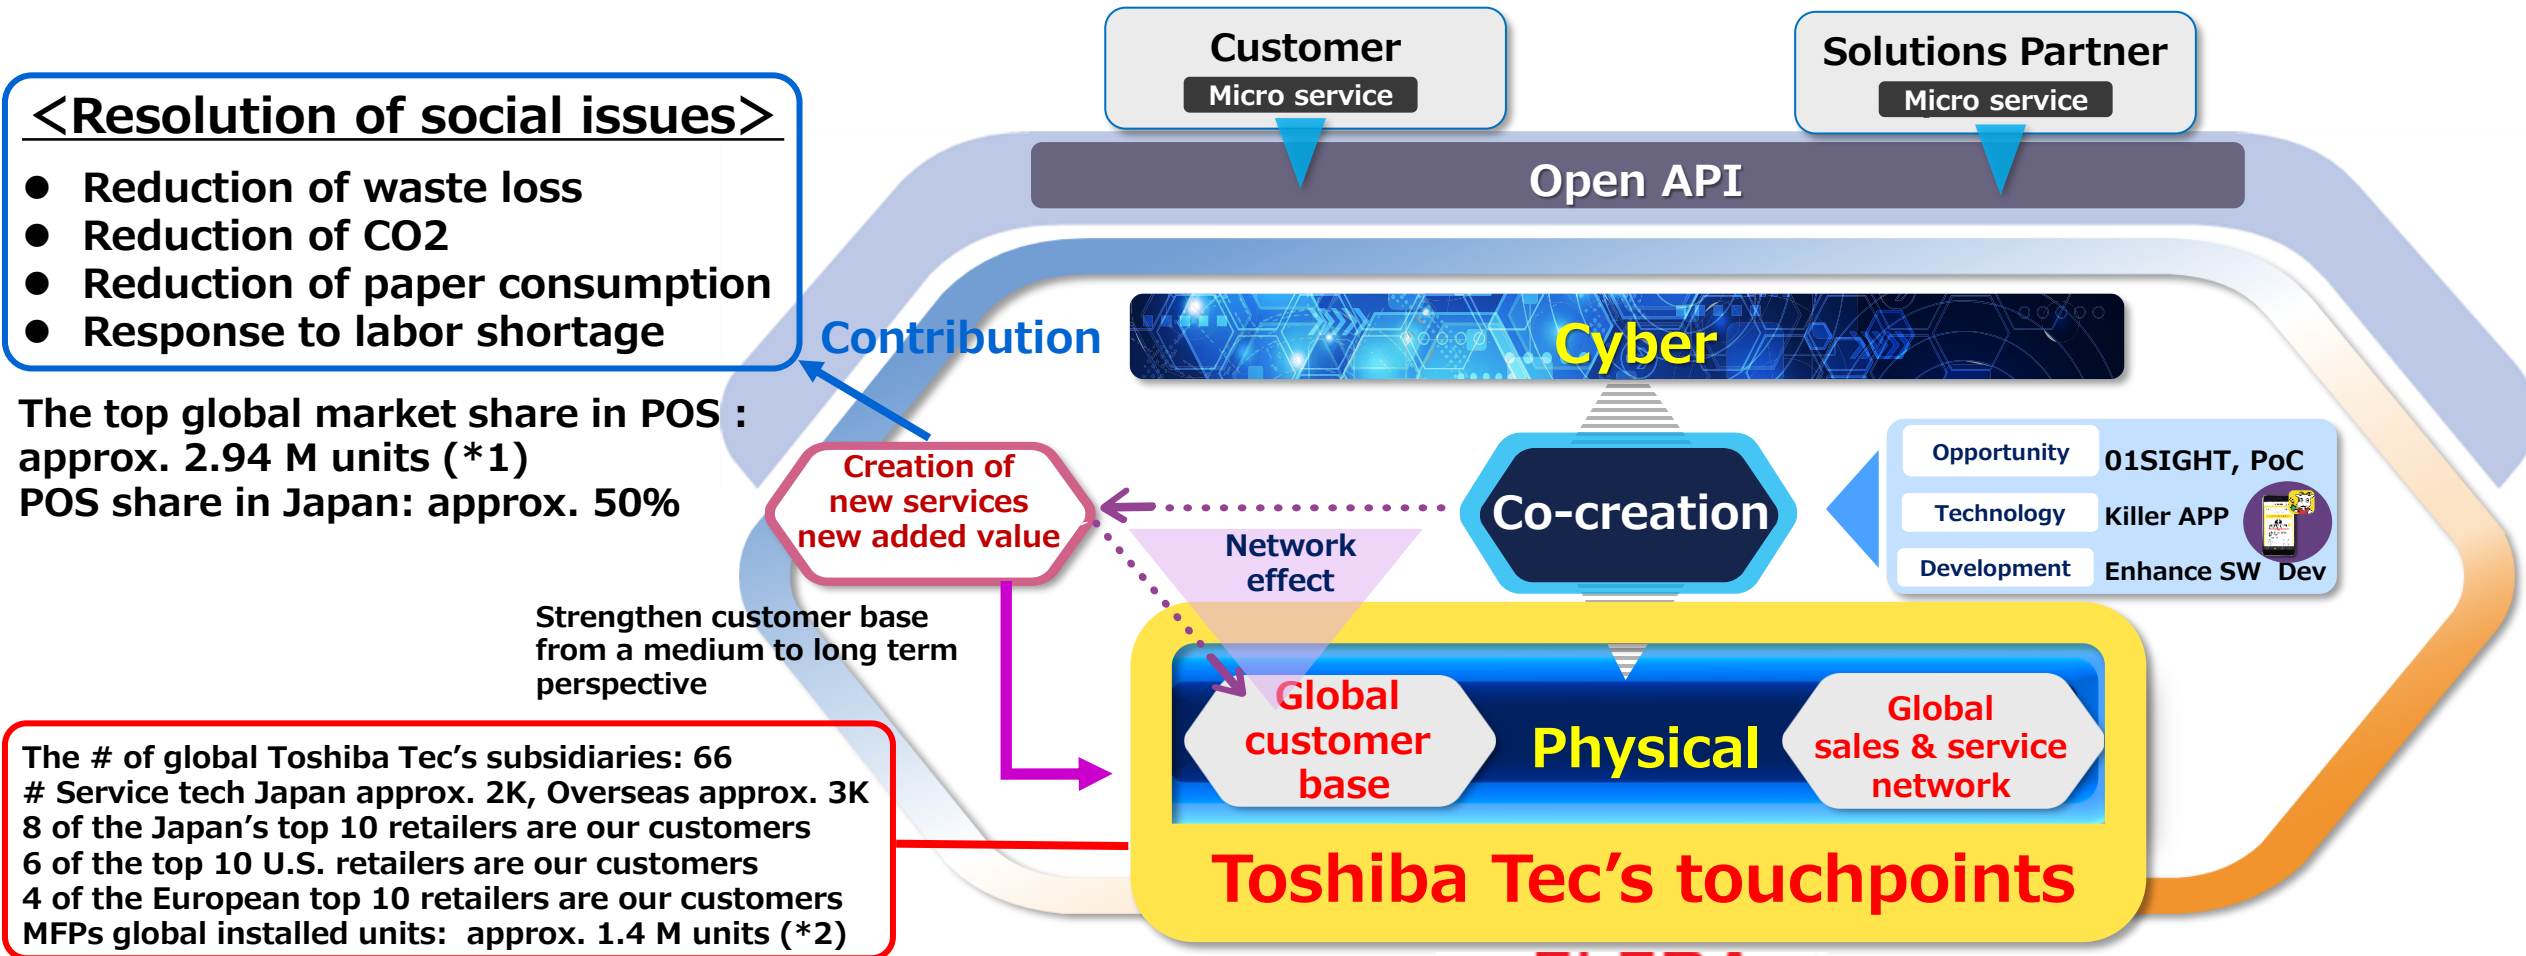 Customer
Micro service
Solutions Partner
Micro service
Open API
<Resolution of social issues>
● Reduction of waste loss
● Reduction of CO2
● Reduction of paper consumption
● Response to labor shortage
Contribution
Cyber
The top global market share in POS :
approx. 2.94 M units (*1)
POS share in Japan: approx. 50%
Creation of
new services
new added value
Network
effect
Co-creation
Opportunity
01SIGHT, PoC
Technology
Killer APP
Development
Enhance SW Dev
Strengthen customer base
from a medium to long term
perspective
Global
customer
base
Physical
Global
sales & service
network
Toshiba Tec’s touchpoints
The # of global Toshiba Tec’s subsidiaries: 66
# Service tech Japan approx. 2K, Overseas approx. 3K
8 of the Japan’s top 10 retailers are our customers
6 of the top 10 U.S. retailers are our customers
4 of the European top 10 retailers are our customers
MFPs global installed units: approx. 1.4 M units (*2)